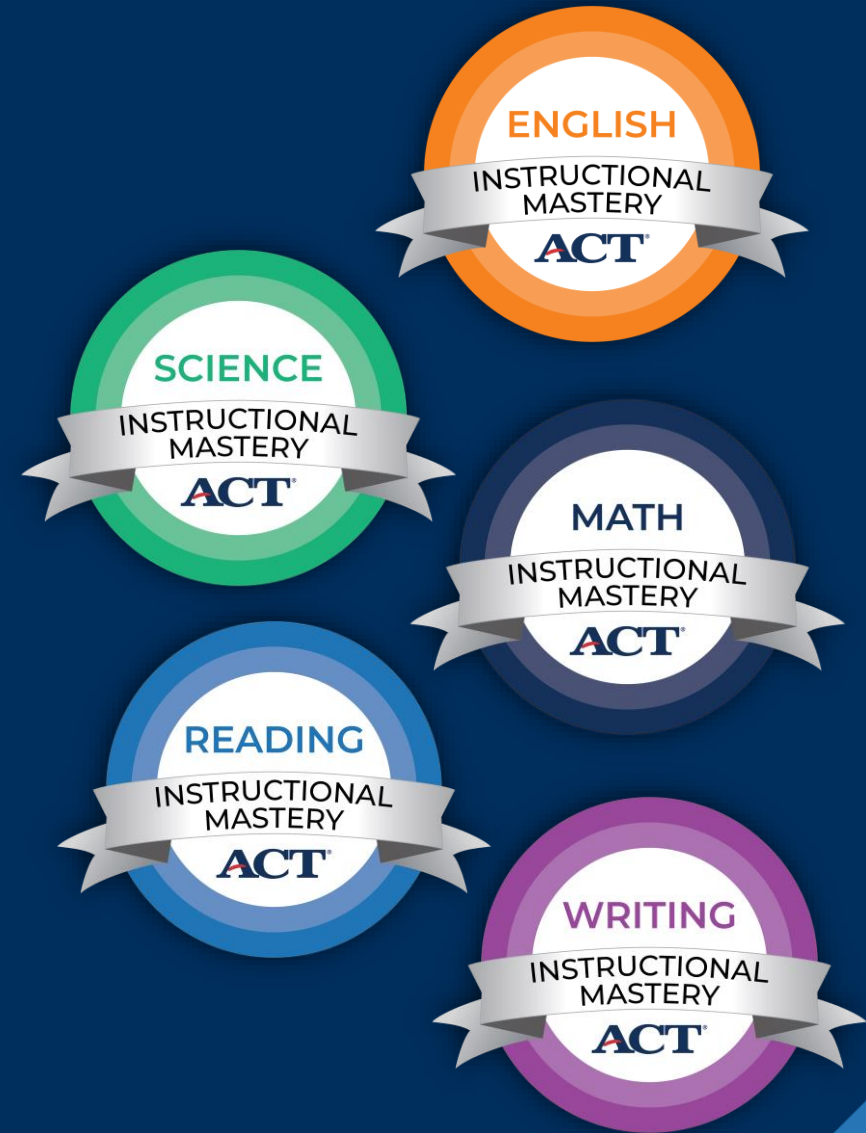 ENGLISH
INSTRUCTIONAL
MASTERY
ACT®
SCIENCE
INSTRUCTIONAL
MASTERY
ACT®
MATH
INSTRUCTIONAL
MASTERY
ACT®
READING
INSTRUCTIONAL
MASTERY
ACT®
WRITING
INSTRUCTIONAL
MASTERY
ACT®